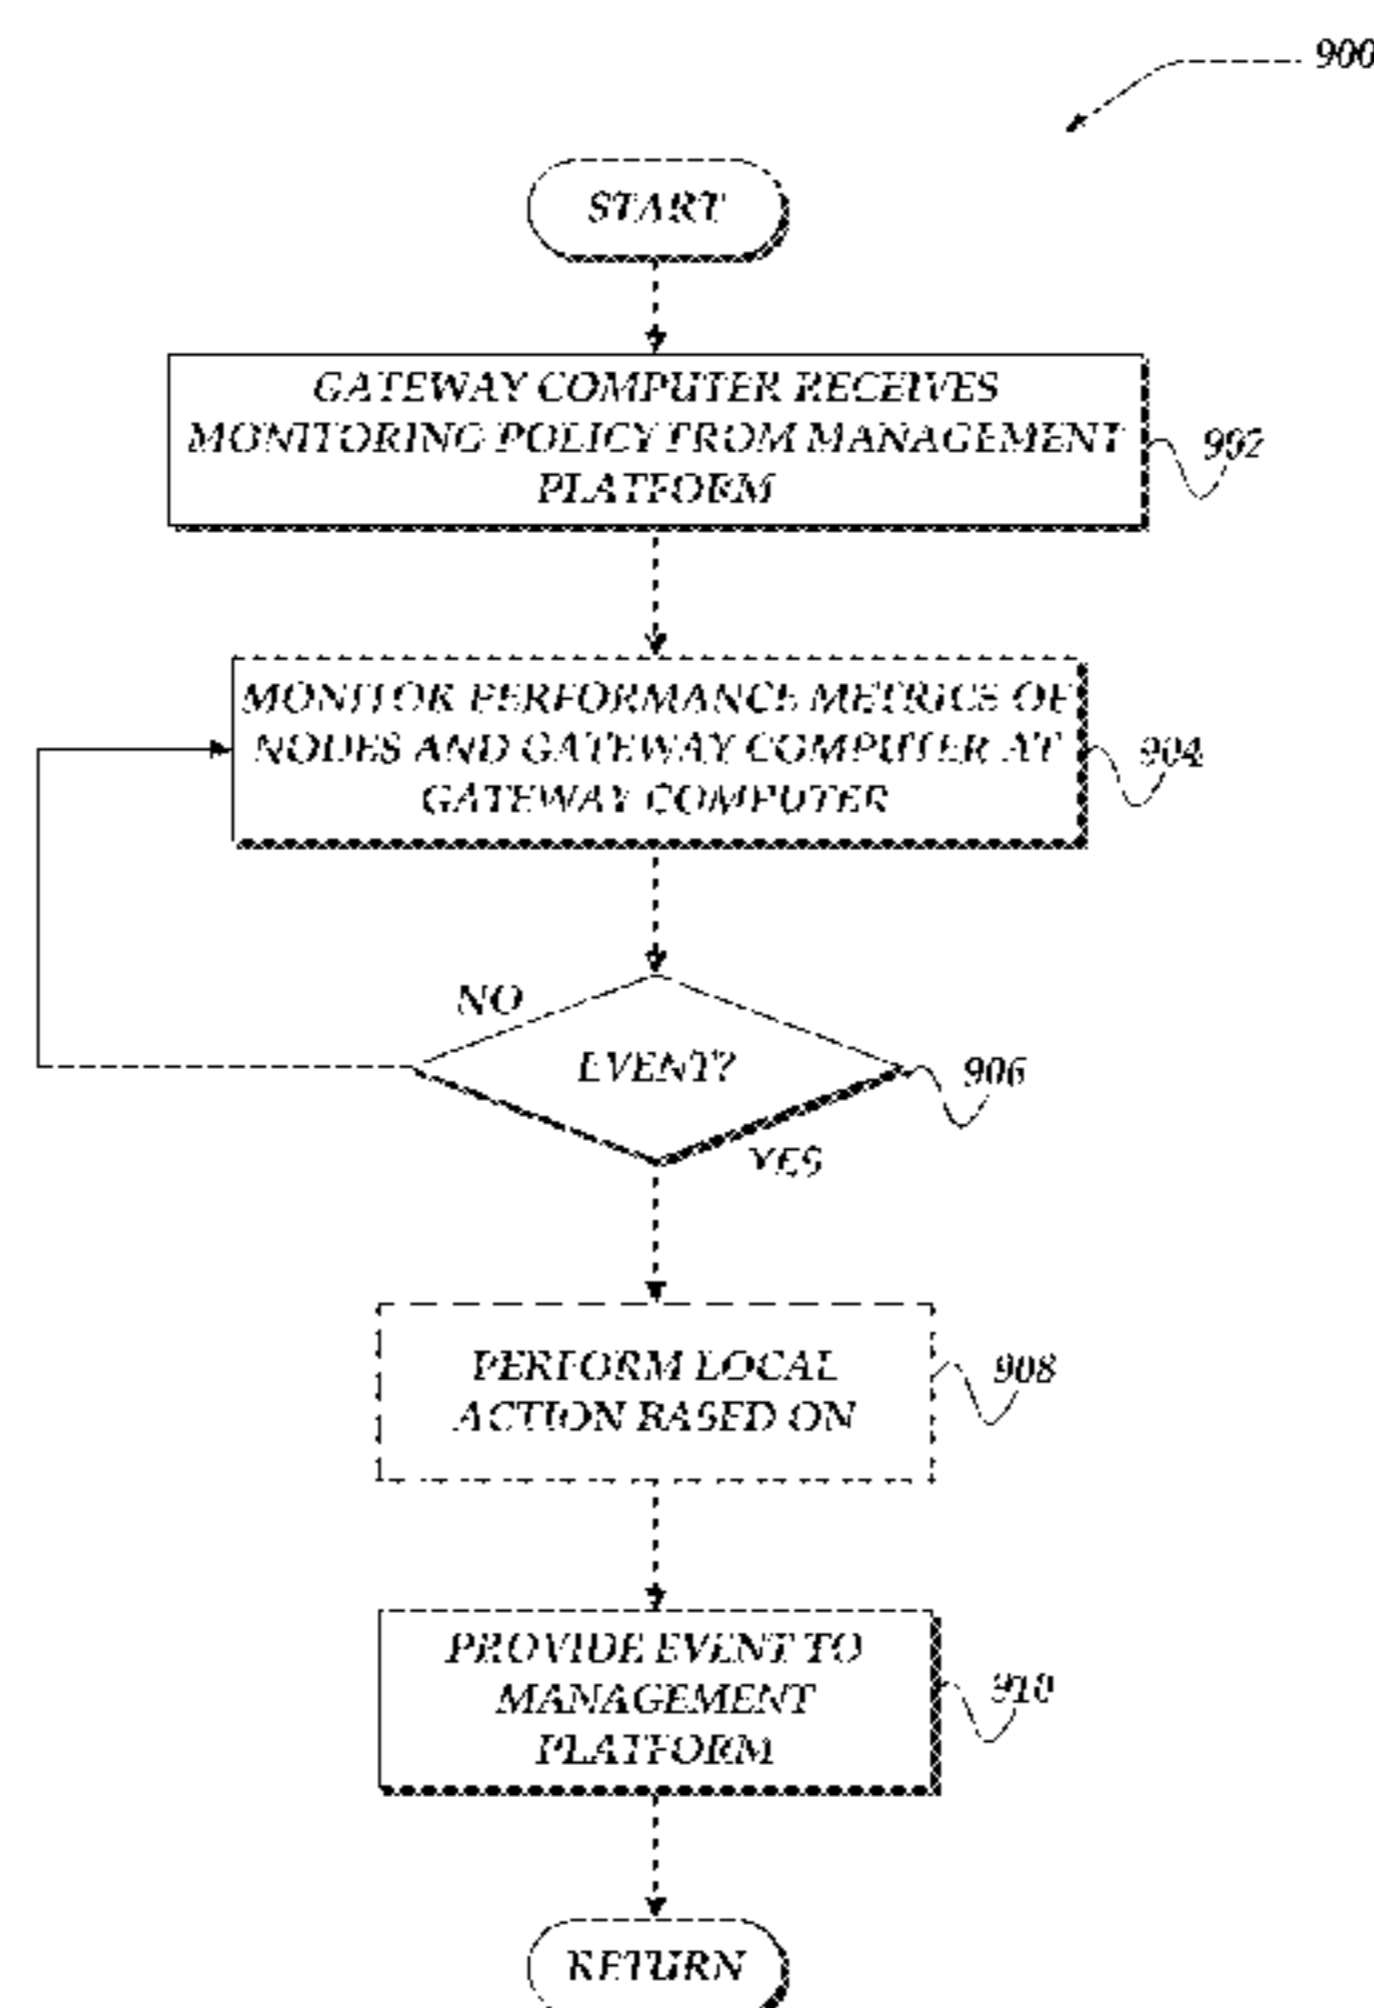 900
START
GATEWAY COMPUTER RECEIVES
MONITORING POLICY FROM MANAGEMENT
PLATFORM
902
MONITOR PERFORMANCE METRICS OF
NODES AND GATEWAY COMPUTER AT
GATEWAY COMPUTER
904
NO
EVENT?
906
YES
PERFORM LOCAL
ACTION BASED ON
908
PROVIDE EVENT TO
MANAGEMENT
PLATFORM
910
RETURN